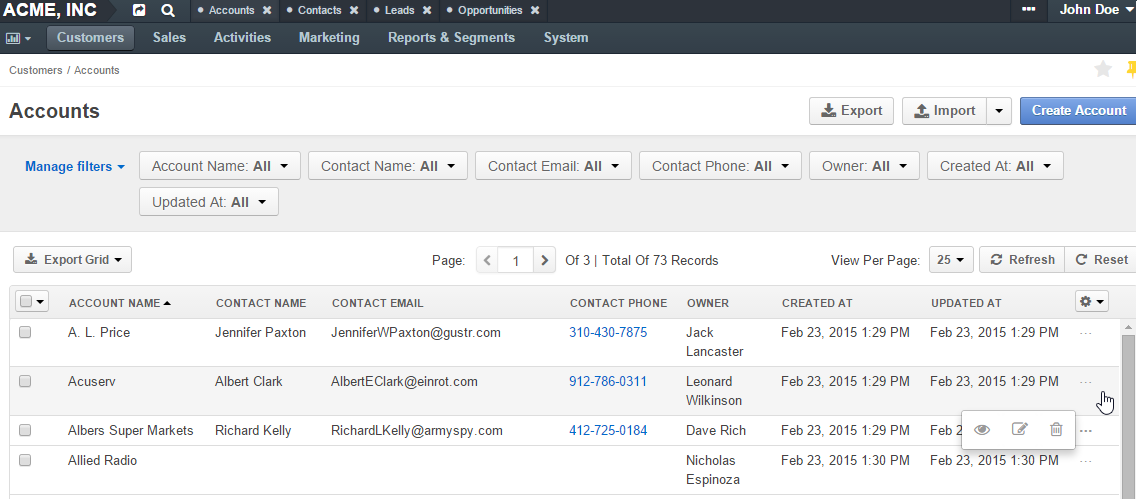 ACME, INC Accounts × Contacts × Leads × Opportunities × ... John Doe
Customers Sales Activities Marketing Reports & Segments System
Customers / Accounts
Accounts Export Import Create Account
Manage filters Account Name: All Contact Name: All Contact Email: All Contact Phone: All Owner: All Created At: All
Updated At: All
Export Grid Page: 1 Of 3 | Total Of 73 Records View Per Page: 25 Refresh Reset
ACCOUNT NAME CONTACT NAME CONTACT EMAIL CONTACT PHONE OWNER CREATED AT UPDATED AT
A. L. Price Jennifer Paxton JenniferWPaxton@gustr.com 310-430-7875 Jack Feb 23, 2015 1:29 PM Feb 23, 2015 1:29 PM ...
Lancaster
Acuserv Albert Clark AlbertEClark@einrot.com 912-786-0311 Leonard Feb 23, 2015 1:29 PM Feb 23, 2015 1:29 PM ...
Wilkinson
Albers Super Markets Richard Kelly RichardLKelly@armyspy.com 412-725-0184 Dave Rich Feb 23, 2015 1:29 PM Feb 2 ...
Allied Radio Nicholas Feb 23, 2015 1:30 PM Feb 23, 2015 1:30 PM ...
Espinoza